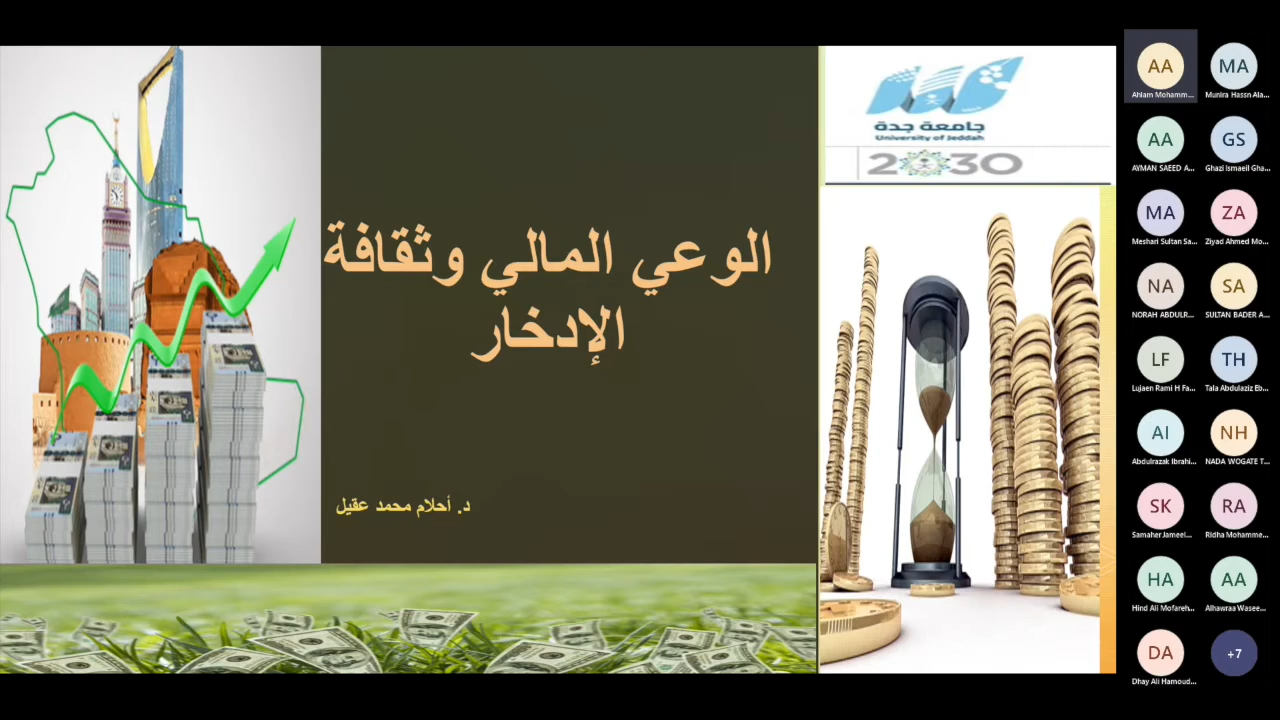 جامعة جدة
University of Jeddah
2030
الوعي المالي وثقافة
الإدخار
د. أحلام محمد عقيل
AA
Ahlam Mohamm...
MA
Munira Hassn Ala...
AA
AYMAN SAEED A...
GS
Ghazi Ismaeil Gha...
MA
Meshari Sultan Sa...
ZA
Ziyad Ahmed Mo...
NA
NORAH ABDULR...
SA
SULTAN BADER A...
LF
Lujaen Rami H Fa...
TH
Tala Abdulaziz Eb...
AI
Abdulrazak Ibrahi...
NH
NADA WOGATE T...
SK
Samaher Jameel...
RA
Ridha Mohamme...
HA
Hind Ali Mofareh...
AA
Alhawraa Wasee...
DA
Dhay Ali Hamoud...
+7